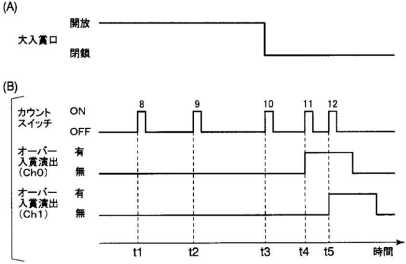 (A)
大入賞口
開放
閉鎖
(B)
カウント
スイッチ
ON
OFF
8
9
10
11
12
オーバー
入賞演出
(Ch0)
有
無
オーバー
入賞演出
(Ch1)
有
無
t1
t2
t3
t4
t5
時間